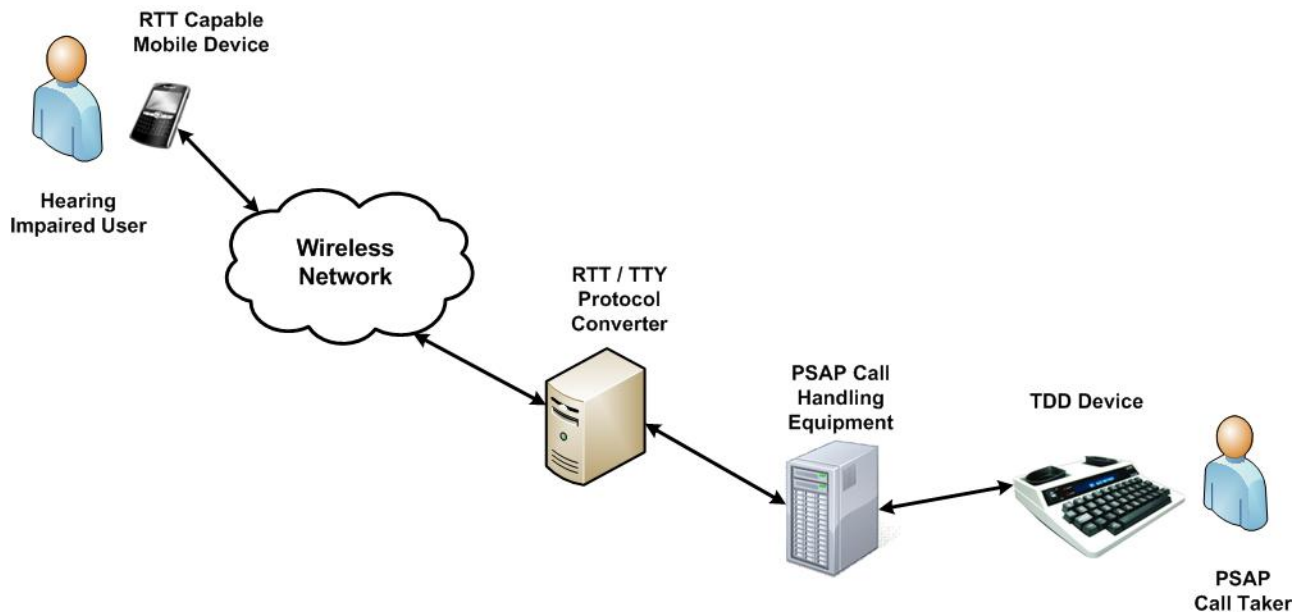 RTT Capable
Mobile Device
Hearing
Impaired User
Wireless
Network
RTT / TTY
Protocol
Converter
PSAP Call
Handling
Equipment
TDD Device
PSAP
Call Taker